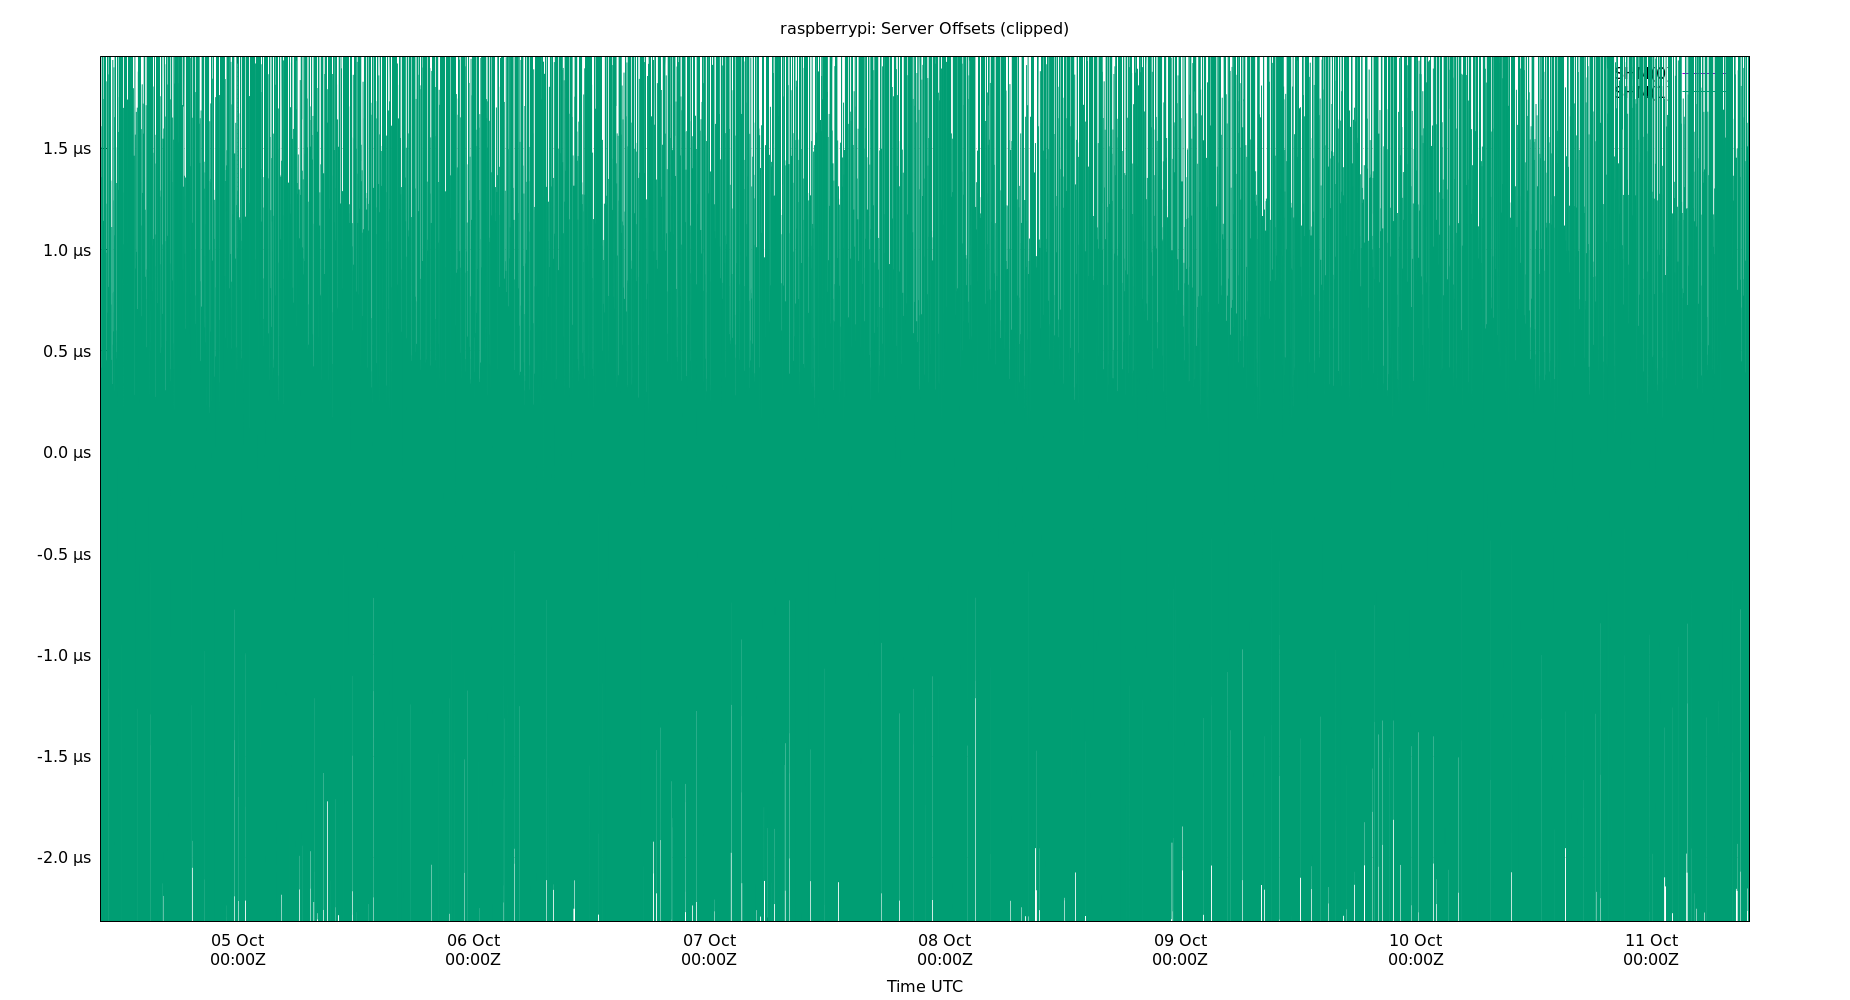 raspberrypi: Server Offsets (clipped)
1.5 µs
1.0 µs
0.5 µs
0.0 µs
-0.5 µs
-1.0 µs
-1.5 µs
-2.0 µs
05 Oct 06 Oct 07 Oct 08 Oct 09 Oct 10 Oct 11 Oct
00:00Z 00:00Z 00:00Z 00:00Z 00:00Z 00:00Z 00:00Z
Time UTC